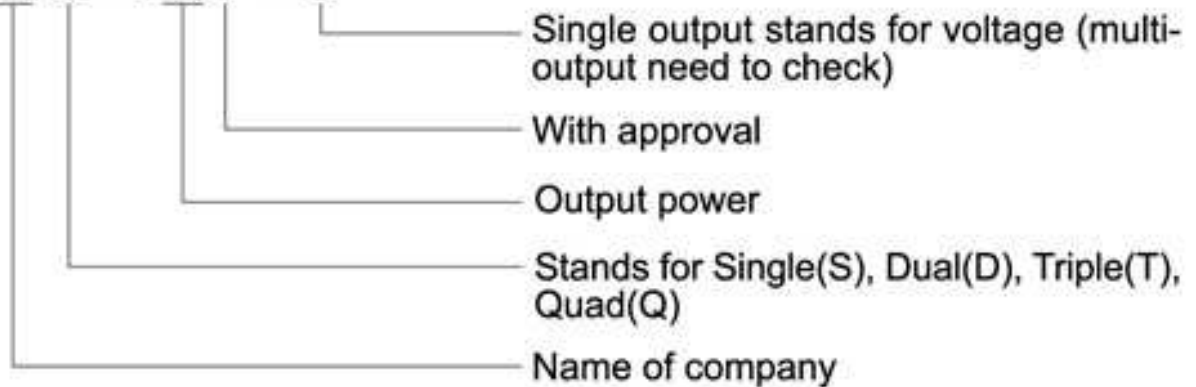 Single output stands for voltage (multi-
output need to check)
With approval
Output power
Stands for Single(S), Dual(D), Triple(T),
Quad(Q)
Name of company